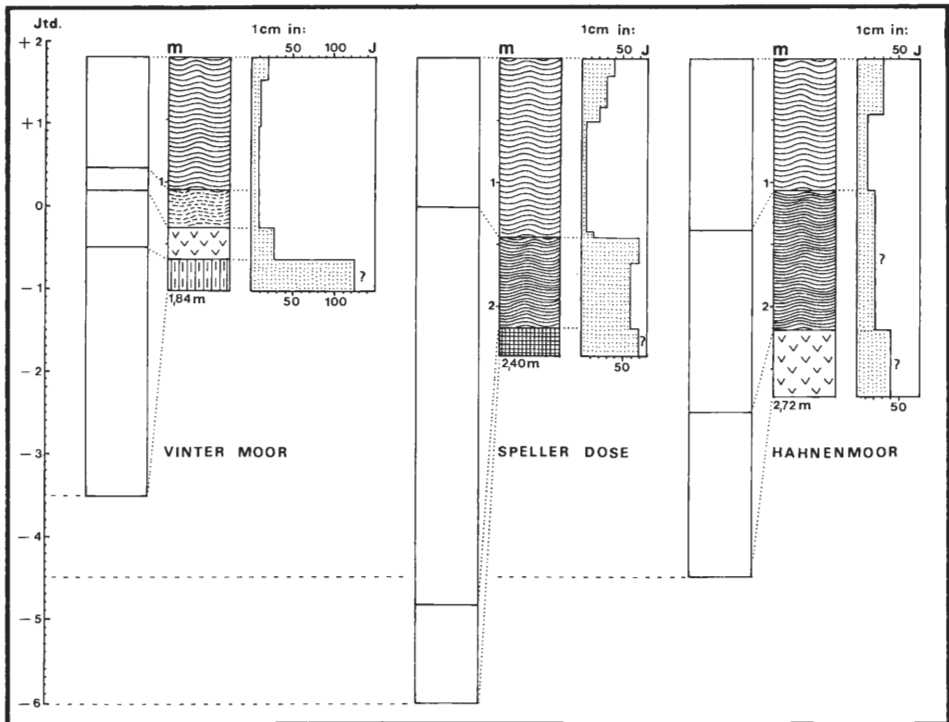 Jtd.
1cm in:
1cm in:
1cm in:
+2
m
50 100 J
m
50 J
m
50 J
+1
1
1
1
0
?
-1
50 100
2
?
2
1,84 m
?
?
-2
2,40 m
50
2,72 m
50
-3
VINTER MOOR
SPELLER DOSE
HAHNENMOOR
-4
-5
-6